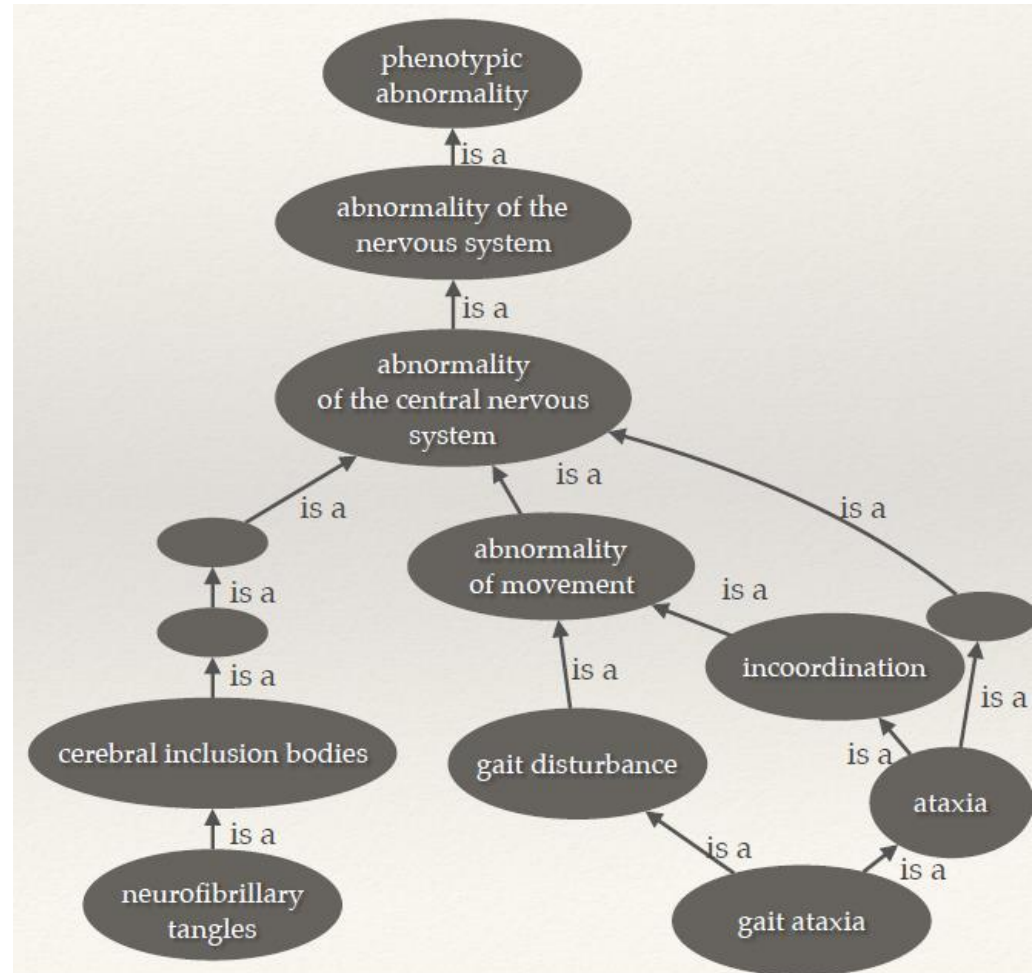 phenotypic
abnormality
is a
abnormality of the
nervous system
is a
abnormality
of the central nervous
system
is a
is a
is a
abnormality
of movement
is a
is a
is a
incoordination
is a
is a
cerebral inclusion bodies
gait disturbance
is a
ataxia
is a
is a
is a
neurofibrillary
tangles
gait ataxia